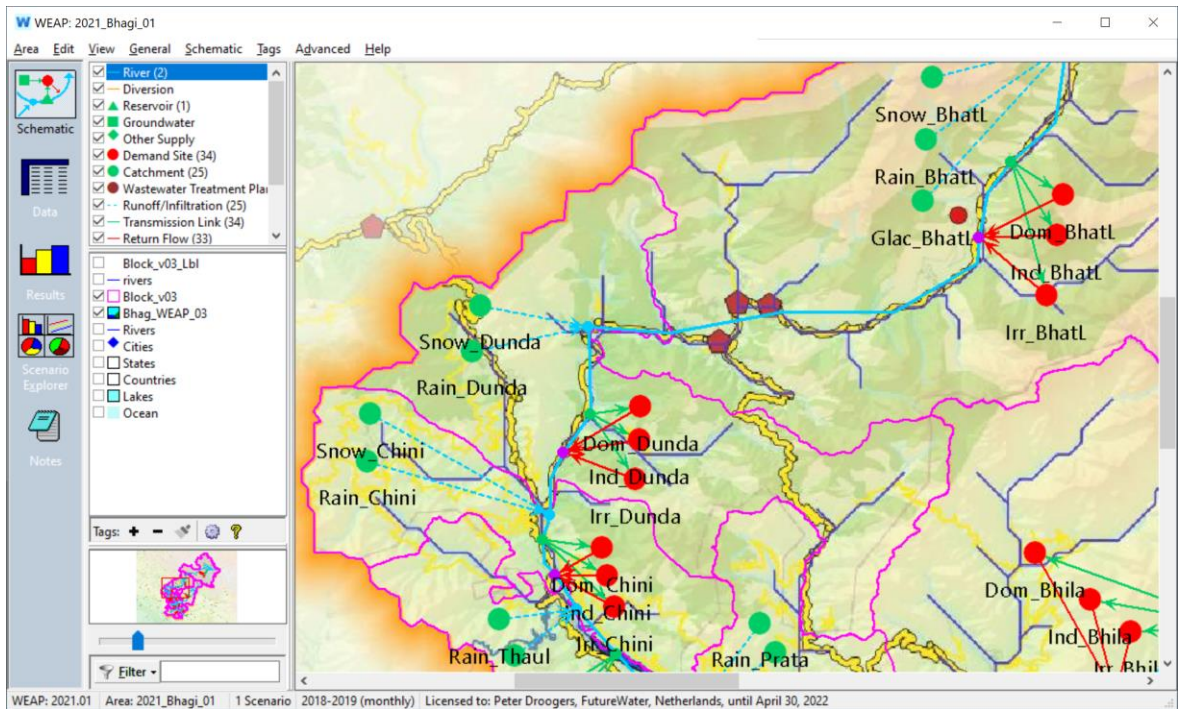 WEAP: 2021_Bhagi_01
Area Edit View General Schematic Tags Advanced Help
Schematic
Data
Results
Scenario
Explorer
Notes
River (2)
Diversion
Reservoir (1)
Groundwater
Other Supply
Demand Site (34)
Catchment (25)
Wastewater Treatment Plan
Runoff/Infiltration (25)
Transmission Link (34)
Return Flow (33)
Block_v03_Lbl
rivers
Block_v03
Bhag_WEAP_03
Rivers
Cities
States
Countries
Lakes
Ocean
Tags:
Filter
Snow_BhatL
Rain_BhatL
Glac_BhatL
Dom_BhatL
Ind_BhatL
Irr_BhatL
Snow_Dunda
Rain_Dunda
Dom_Dunda
Ind_Dunda
Irr_Dunda
Snow_Chini
Rain_Chini
Dom_Chini
Ind_Chini
Irr_Chini
Rain_Thaul
Rain_Prata
Dom_Bhila
Ind_Bhila
Irr_Bhil
WEAP: 2021.01 Area: 2021_Bhagi_01 1 Scenario 2018-2019 (monthly) Licensed to: Peter Droogers, FutureWater, Netherlands, until April 30, 2022